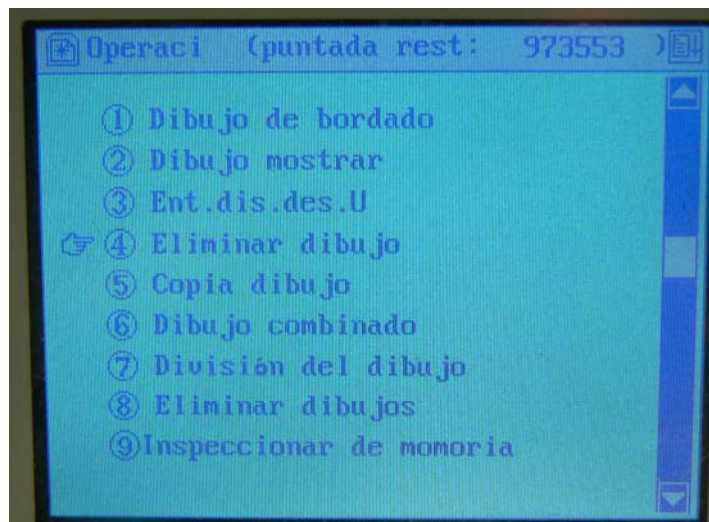 Operaci (puntada rest: 973553 )
① Dibujo de bordado
② Dibujo mostrar
③ Ent.dis.des.U
④ Eliminar dibujo
⑤ Copia dibujo
⑥ Dibujo combinado
⑦ División del dibujo
⑧ Eliminar dibujos
⑨Inspeccionar de momoria